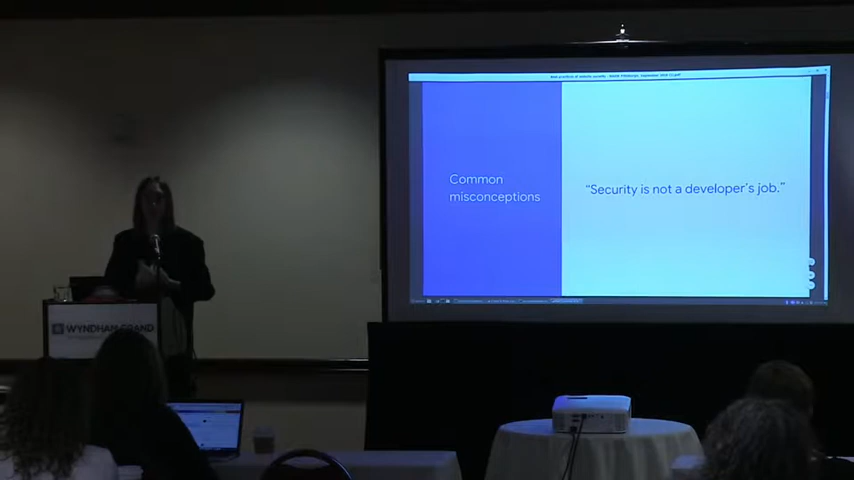 Common
misconceptions
“Security is not a developer’s job.”
WYNDHAM GRAND